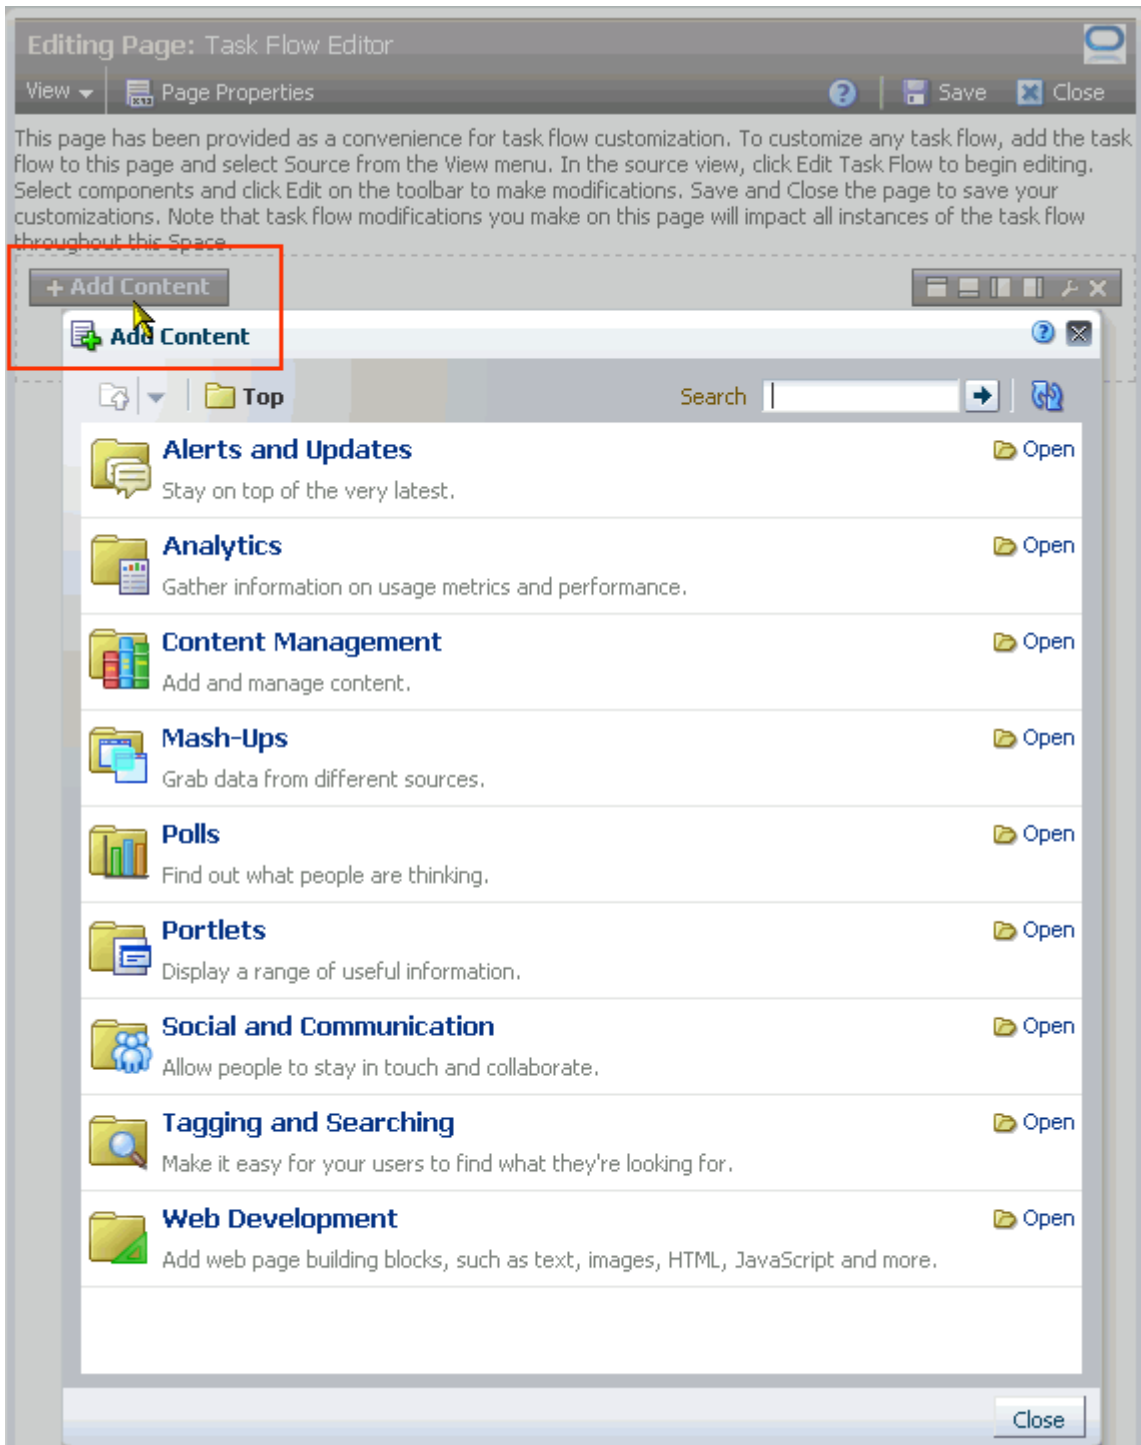 Editing Page: Task Flow Editor
View Page Properties Save Close
This page has been provided as a convenience for task flow customization. To customize any task flow, add the task
flow to this page and select Source from the View menu. In the source view, click Edit Task Flow to begin editing.
Select components and click Edit on the toolbar to make modifications. Save and Close the page to save your
customizations. Note that task flow modifications you make on this page will impact all instances of the task flow
throughout this Space.
+ Add Content
Add Content
Top Search
Alerts and Updates Open
Stay on top of the very latest.
Analytics Open
Gather information on usage metrics and performance.
Content Management Open
Add and manage content.
Mash-Ups Open
Grab data from different sources.
Polls Open
Find out what people are thinking.
Portlets Open
Display a range of useful information.
Social and Communication Open
Allow people to stay in touch and collaborate.
Tagging and Searching Open
Make it easy for your users to find what they're looking for.
Web Development Open
Add web page building blocks, such as text, images, HTML, JavaScript and more.
Close